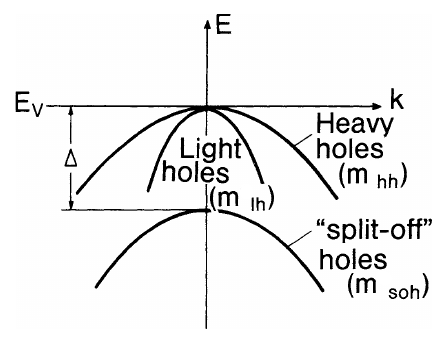 E
E_V
k
Δ
Heavy
holes
(m_hh)
Light
holes
(m_lh)
“split-off”
holes
(m_soh)